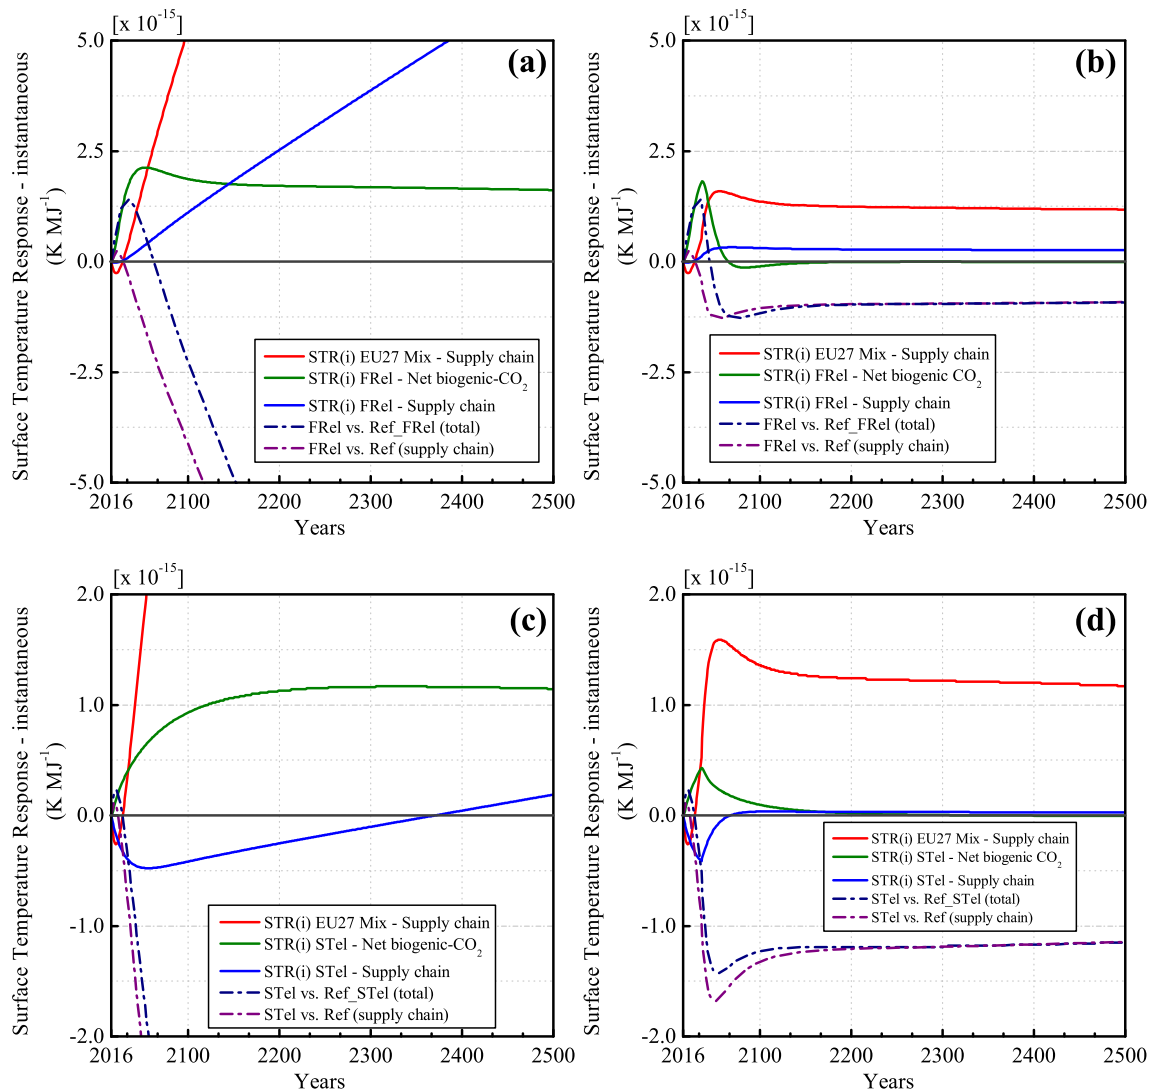 [x 10⁻¹⁵]
(a)
Surface Temperature Response - instantaneous
(K MJ⁻¹)
5.0
2.5
0.0
-2.5
-5.0
STR(i) EU27 Mix - Supply chain
STR(i) FRel - Net biogenic-CO₂
STR(i) FRel - Supply chain
FRel vs. Ref_FRel (total)
FRel vs. Ref (supply chain)
2016 2100 2200 2300 2400 2500
Years
[x 10⁻¹⁵]
(b)
Surface Temperature Response - instantaneous
(K MJ⁻¹)
5.0
2.5
0.0
-2.5
-5.0
STR(i) EU27 Mix - Supply chain
STR(i) FRel - Net biogenic CO₂
STR(i) FRel - Supply chain
FRel vs. Ref_FRel (total)
FRel vs. Ref (supply chain)
2016 2100 2200 2300 2400 2500
Years
[x 10⁻¹⁵]
(c)
Surface Temperature Response - instantaneous
(K MJ⁻¹)
2.0
1.0
0.0
-1.0
-2.0
STR(i) EU27 Mix - Supply chain
STR(i) STel - Net biogenic-CO₂
STR(i) STel - Supply chain
STel vs. Ref_STel (total)
STel vs. Ref (supply chain)
2016 2100 2200 2300 2400 2500
Years
[x 10⁻¹⁵]
(d)
Surface Temperature Response - instantaneous
(K MJ⁻¹)
2.0
1.0
0.0
-1.0
-2.0
STR(i) EU27 Mix - Supply chain
STR(i) STel - Net biogenic CO₂
STR(i) STel - Supply chain
STel vs. Ref_STel (total)
STel vs. Ref (supply chain)
2016 2100 2200 2300 2400 2500
Years